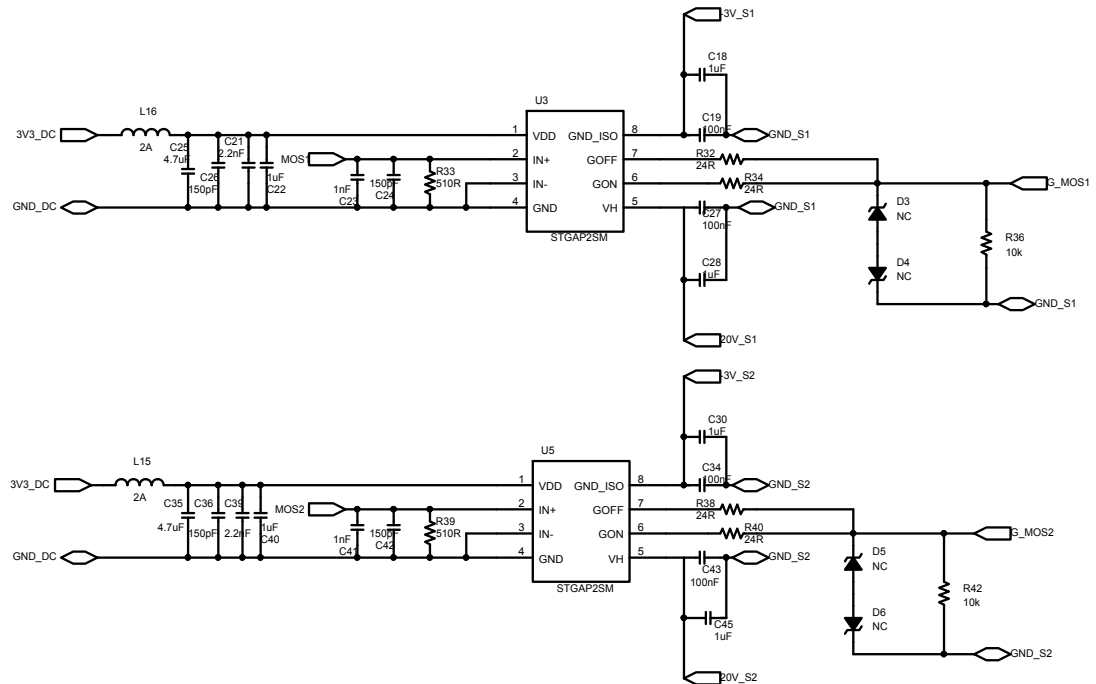 -3V_S1
C18
1uF
L16
U3
3V3_DC
2A
C25
4.7uF
C21
2.2nF
C26
150pF
1uF
C22
MOS1
1nF
C23
150pF
C24
R33
510R
1
VDD
GND_ISO
8
C19
100nF
GND_S1
2
IN+
GOFF
7
R32
24R
3
IN-
GON
6
R34
24R
G_MOS1
GND_DC
4
GND
VH
5
C27
100nF
GND_S1
STGAP2SM
D3
NC
R36
10k
C28
1uF
D4
NC
GND_S1
20V_S1
-3V_S2
C30
1uF
L15
U5
3V3_DC
2A
C35
4.7uF
C36
150pF
C39
2.2nF
1uF
C40
MOS2
1nF
C41
150pF
C42
R39
510R
1
VDD
GND_ISO
8
C34
100nF
GND_S2
2
IN+
GOFF
7
R38
24R
3
IN-
GON
6
R40
24R
G_MOS2
GND_DC
4
GND
VH
5
C43
100nF
GND_S2
STGAP2SM
D5
NC
R42
10k
C45
1uF
D6
NC
GND_S2
20V_S2